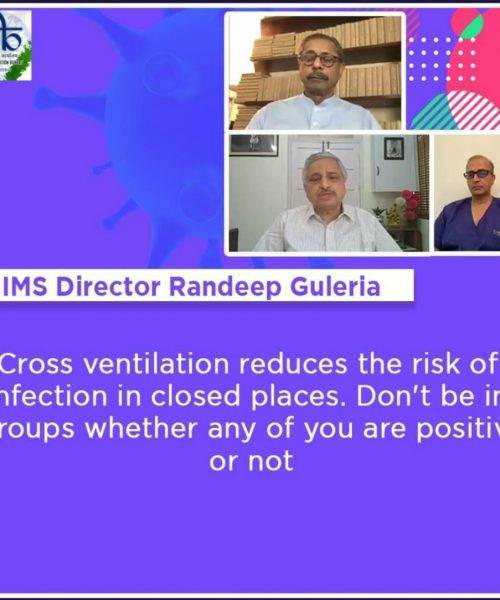 IMS Director Randeep Guleria
Cross ventilation reduces the risk of
nfection in closed places. Don't be in
roups whether any of you are positiv
or not